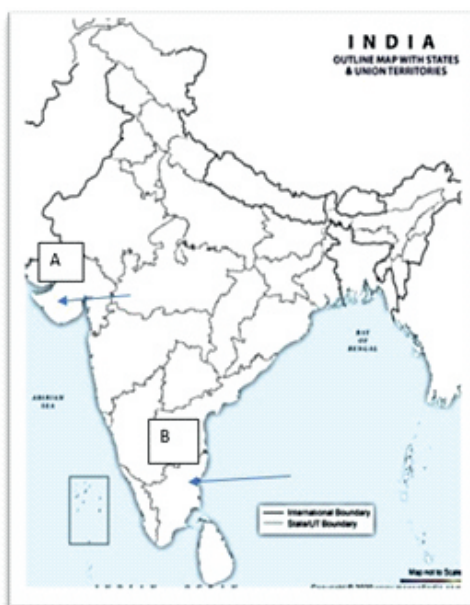 INDIA
OUTLINE MAP WITH STATES
& UNION TERRITORIES
A
ARABIAN
SEA
BAY
OF
BENGAL
B
International Boundary
State/UT Boundary
Map not to Scale